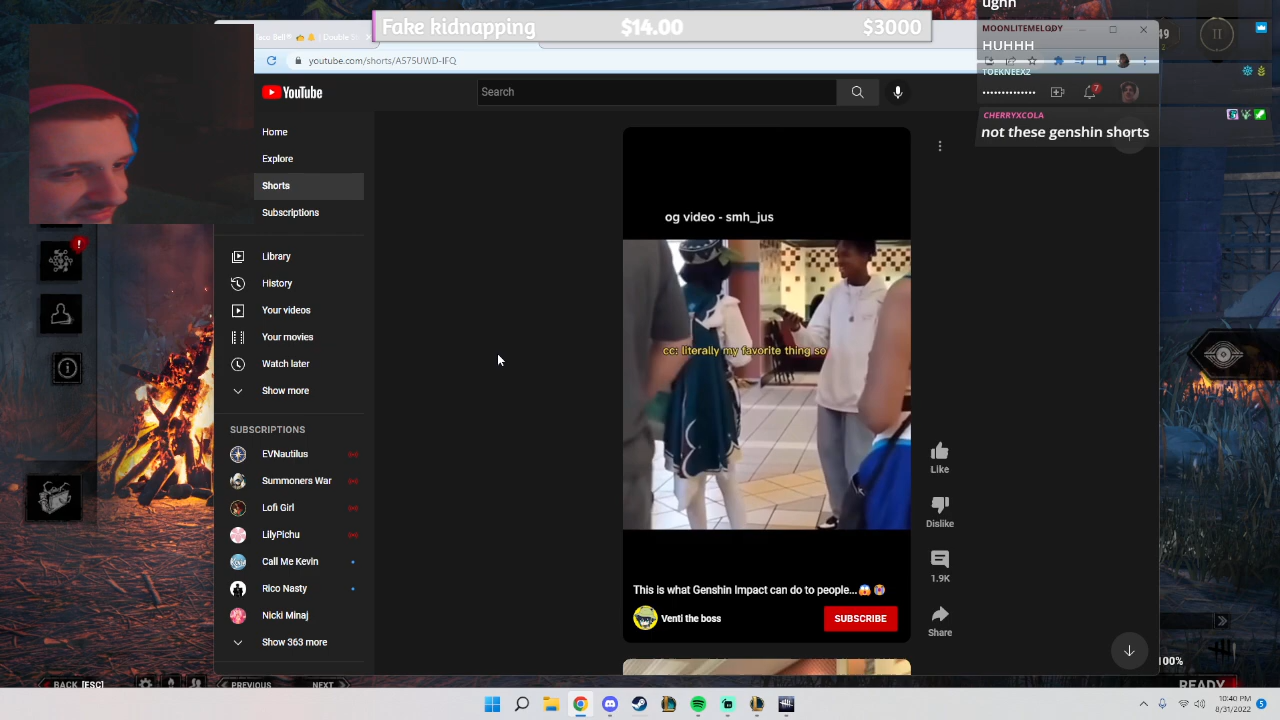 ughh
Fake kidnapping $14.00 $3000
MOONLITEMELODY
HUHHH
youtube.com/shorts/A575UWD-IFQ
TOEKNEEX2
YouTube
Search
7
CHERRYXCOLA
not these genshin shorts
Home
Explore
Shorts
Subscriptions
og video - smh_jus
Library
History
Your videos
cc: literally my favorite thing so
Your movies
Watch later
Show more
SUBSCRIPTIONS
EVNautilus
Like
Summoners War
Lofi Girl
Dislike
LilyPichu
Call Me Kevin
1.9K
Rico Nasty
This is what Genshin Impact can do to people...
Nicki Minaj
Venti the boss
SUBSCRIBE
Share
Show 363 more
100%
BACK [ESC]
PREVIOUS
NEXT
READY
10:40 PM
8/31/2022
5